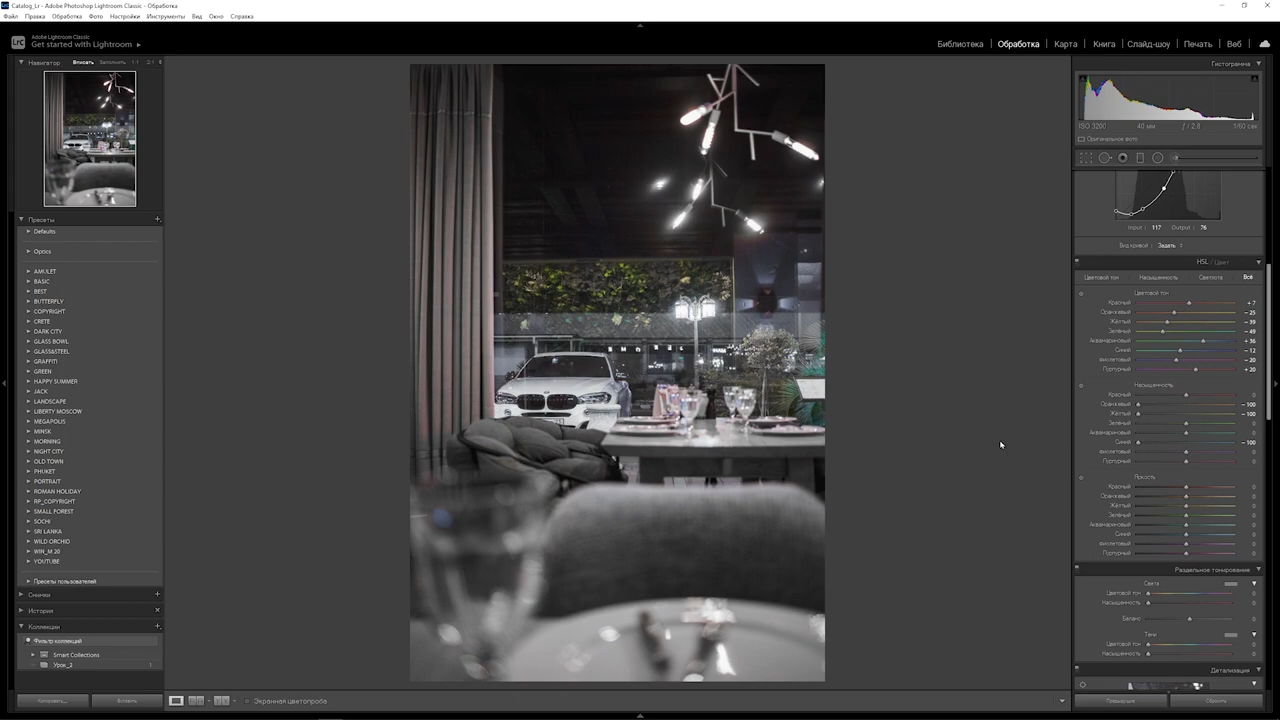 Catalog_Lr - Adobe Photoshop Lightroom Classic - Обработка
Файл Правка Обработка Фото Настройки Инструменты Вид Окно Справка
Lrc
Adobe Lightroom Classic
Get started with Lightroom
Библиотека | Обработка | Карта | Книга | Слайд-шоу | Печать | Веб
Навигатор Вписать Заполнить 1:1 2:1
Гистограмма
ISO 3200 40 мм f / 2,8 1/60 сек
Оригинальное фото
Input : 117 Output : 76
Вид кривой : Задать
HSL / Цвет
Цветовой тон Насыщенность Светлота Всё
Цветовой тон
Красный + 7
Оранжевый - 25
Жёлтый - 39
Зелёный - 49
Аквамариновый + 36
Синий - 12
Фиолетовый - 20
Пурпурный + 20
Насыщенность
Красный 0
Оранжевый - 100
Жёлтый - 100
Зелёный 0
Аквамариновый 0
Синий - 100
Фиолетовый 0
Пурпурный 0
Яркость
Красный 0
Оранжевый 0
Жёлтый 0
Зелёный 0
Аквамариновый 0
Синий 0
Фиолетовый 0
Пурпурный 0
Раздельное тонирование
Света
Цветовой тон 0
Насыщенность 0
Баланс 0
Тени
Цветовой тон 0
Насыщенность 0
Детализация
Предыдущие Сбросить
Пресеты
Defaults
Optics
AMULET
BASIC
BEST
BUTTERFLY
COPYRIGHT
CRETE
DARK CITY
GLASS BOWL
GLASS&STEEL
GRAFFITI
GREEN
HAPPY SUMMER
JACK
LANDSCAPE
LIBERTY MOSCOW
MEGAPOLIS
MINSK
MORNING
NIGHT CITY
OLD TOWN
PHUKET
PORTRAIT
ROMAN HOLIDAY
RP_COPYRIGHT
SMALL FOREST
SOCHI
SRI LANKA
WILD ORCHID
WIN_M 20
YOUTUBE
Пресеты пользователей
Снимки
История
Коллекции
Фильтр коллекций
Smart Collections
Урок_2 1
Копировать... Вставить
Экранная цветопроба